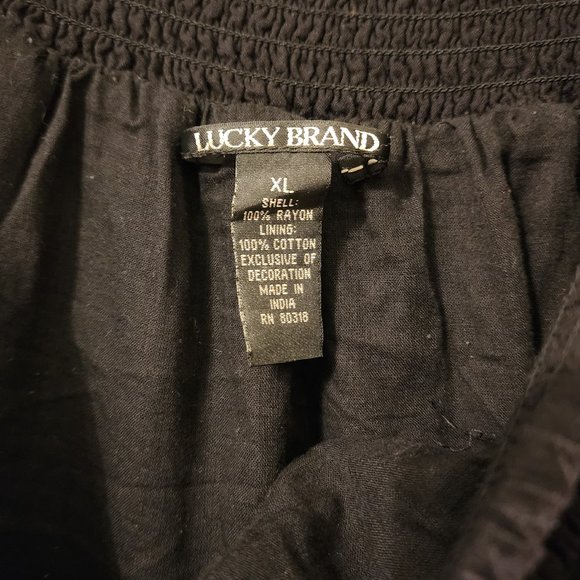 LUCKY BRAND
XL
SHELL:
100% RAYON
LINING:
100% COTTON
EXCLUSIVE OF
DECORATION
MADE IN
INDIA
RN 80318